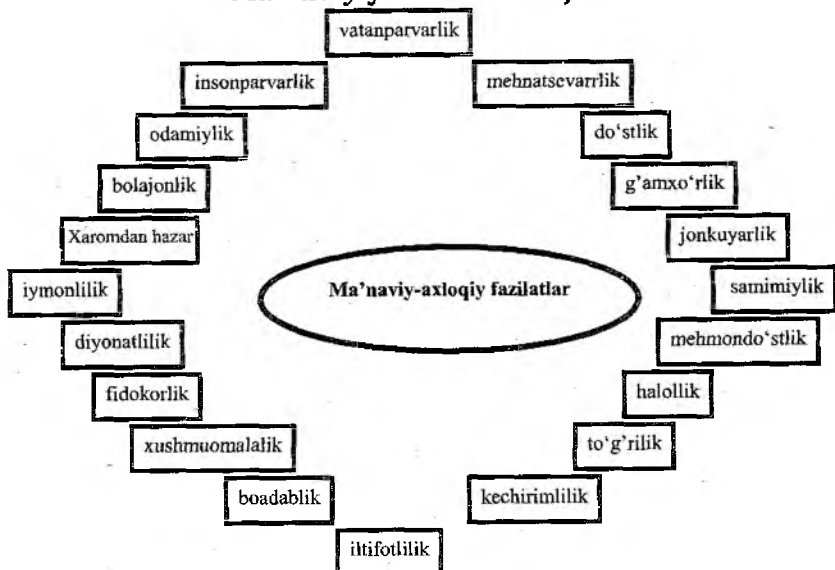 vatanparvarlik
insonparvarlik
mehnatsevarrlik
odamiylik
do‘stlik
bolajonlik
g’amxo‘rlik
Xaromdan hazar
jonkuyarlik
iymonlilik
Ma’naviy-axloqiy fazilatlar
samimiylik
diyonatlilik
mehmondo‘stlik
fidokorlik
halollik
xushmuomalalik
to‘g’rilik
boadablik
kechirimlilik
iltifotlilik